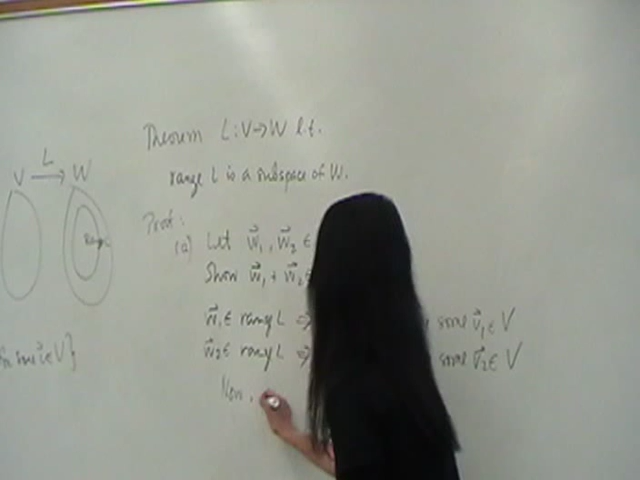 Theorem L: V→W l.t.
range L is a subspace of W.
L
V → W
Range
Proof:
(a) Let w⃗₁, w⃗₂ ∈
Show w⃗₁ + w⃗₂ ∈
w⃗₁ ∈ range L ⇒ some v⃗₁ ∈ V
w⃗₂ ∈ range L ⇒ some v⃗₂ ∈ V
∈ V}
Now,